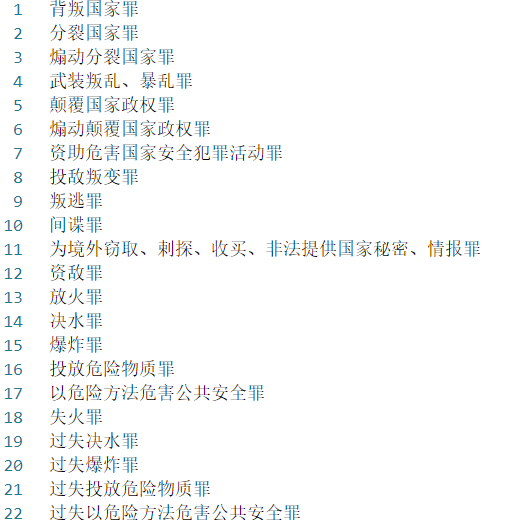 1 背叛国家罪
2 分裂国家罪
3 煽动分裂国家罪
4 武装叛乱、暴乱罪
5 颠覆国家政权罪
6 煽动颠覆国家政权罪
7 资助危害国家安全犯罪活动罪
8 投敌叛变罪
9 叛逃罪
10 间谍罪
11 为境外窃取、刺探、收买、非法提供国家秘密、情报罪
12 资敌罪
13 放火罪
14 决水罪
15 爆炸罪
16 投放危险物质罪
17 以危险方法危害公共安全罪
18 失火罪
19 过失决水罪
20 过失爆炸罪
21 过失投放危险物质罪
22 过失以危险方法危害公共安全罪